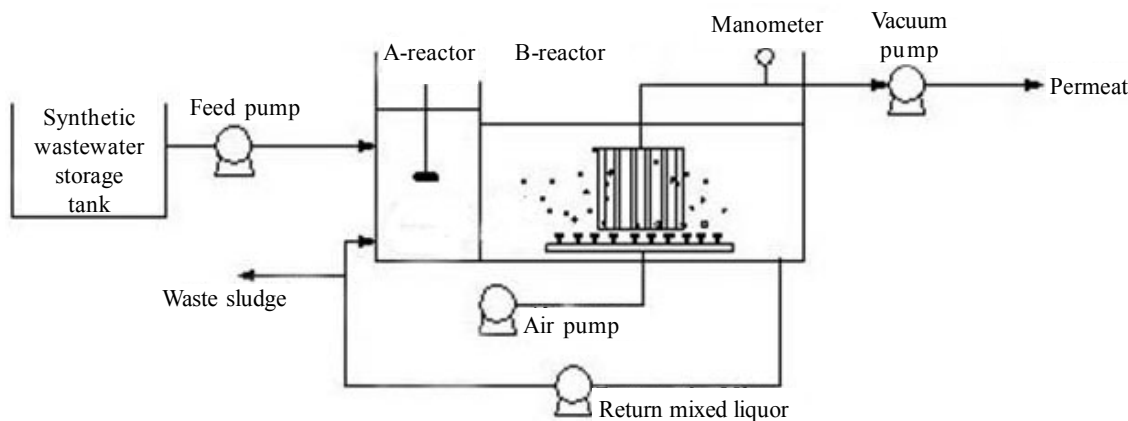 A-reactor
B-reactor
Manometer
Vacuum
pump
Permeat
Feed pump
Synthetic
wastewater
storage
tank
Waste sludge
Air pump
Return mixed liquor